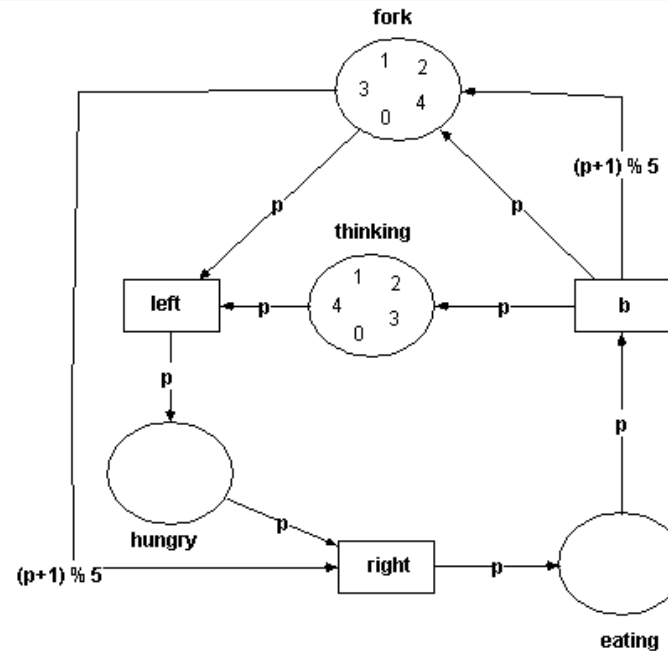 fork
1 2
3 4
0
(p+1) % 5
p
p
thinking
1 2
4 3
0
left
p
p
b
p
p
hungry
p
(p+1) % 5
right
p
eating